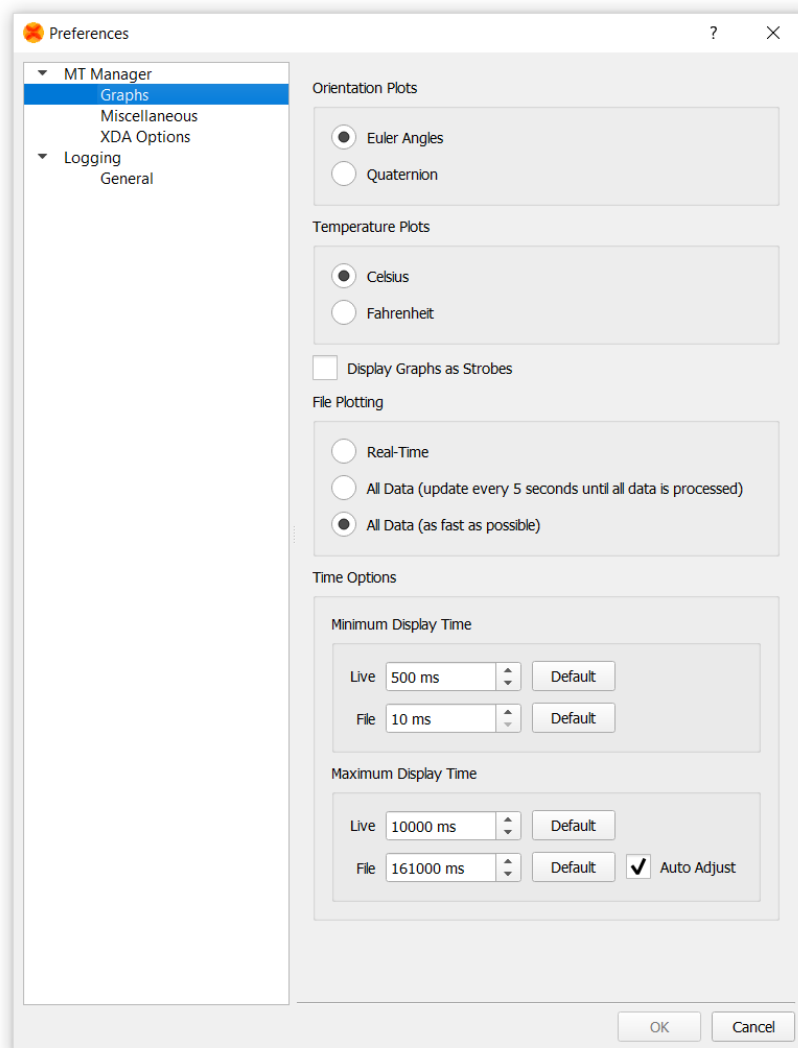 Preferences
?
MT Manager
Graphs
Miscellaneous
XDA Options
Logging
General
Orientation Plots
Euler Angles
Quaternion
Temperature Plots
Celsius
Fahrenheit
Display Graphs as Strobes
File Plotting
Real-Time
All Data (update every 5 seconds until all data is processed)
All Data (as fast as possible)
Time Options
Minimum Display Time
Live 500 ms Default
File 10 ms Default
Maximum Display Time
Live 10000 ms Default
File 161000 ms Default Auto Adjust
OK Cancel